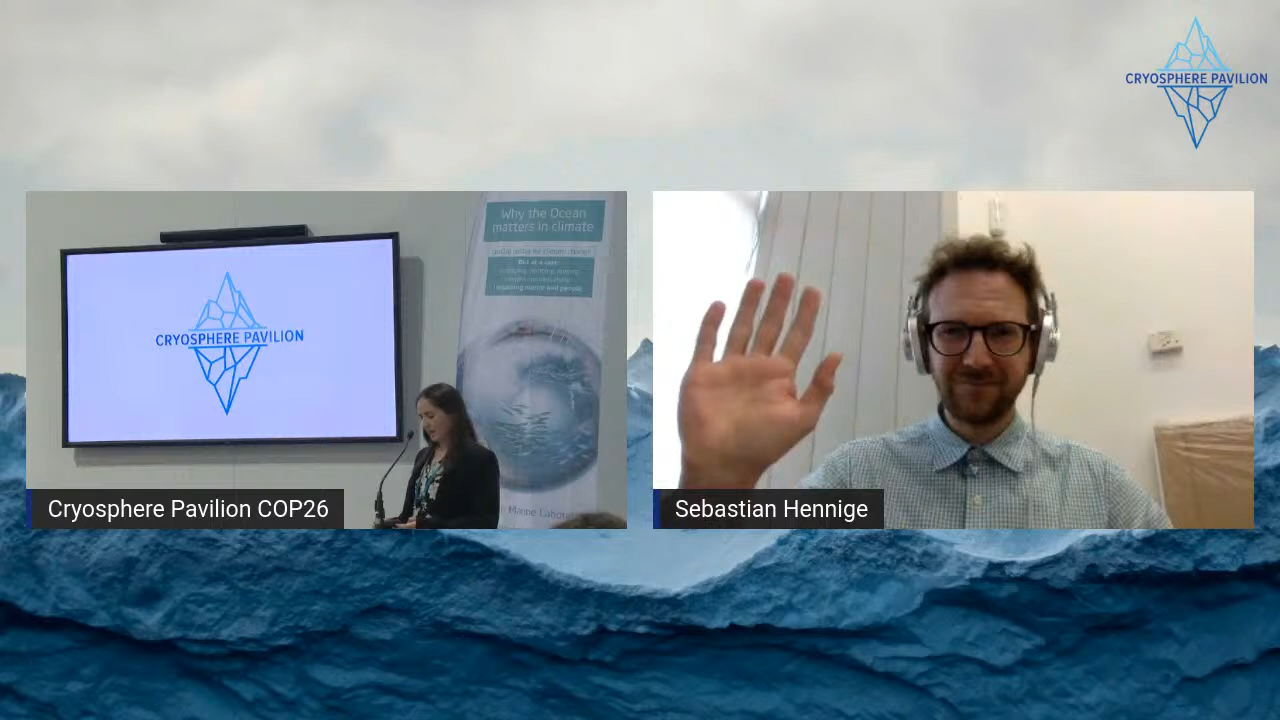 CRYOSPHERE PAVILION
Why the Ocean
matters in climate
CRYOSPHERE PAVILION
Cryosphere Pavilion COP26
Sebastian Hennige